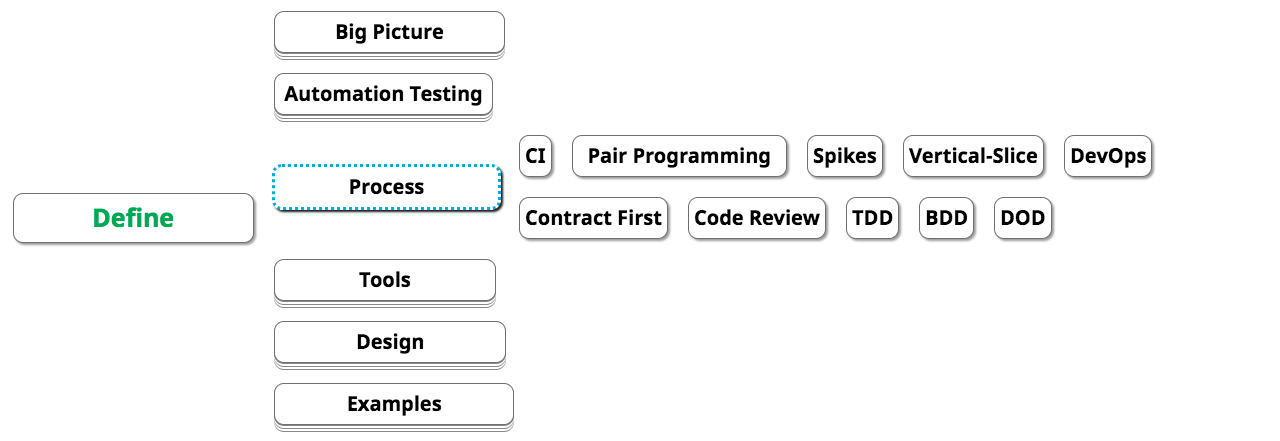 Big Picture
Automation Testing
CI Pair Programming Spikes Vertical-Slice DevOps
Process
Define
Contract First Code Review TDD BDD DOD
Tools
Design
Examples